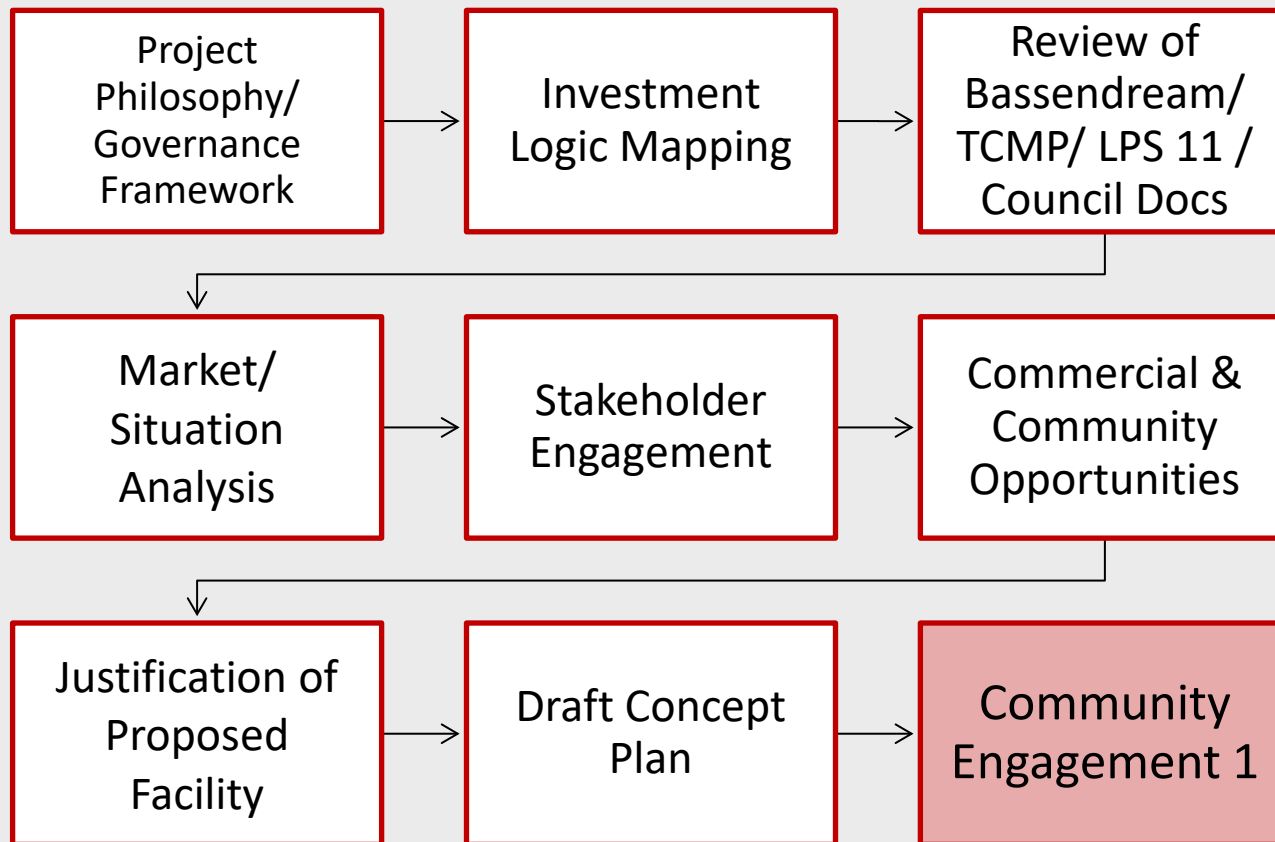 Project
Philosophy/
Governance
Framework
Investment
Logic Mapping
Review of
Bassendream/
TCMP/ LPS 11 /
Council Docs
Market/
Situation
Analysis
Stakeholder
Engagement
Commercial &
Community
Opportunities
Justification of
Proposed
Facility
Draft Concept
Plan
Community
Engagement 1